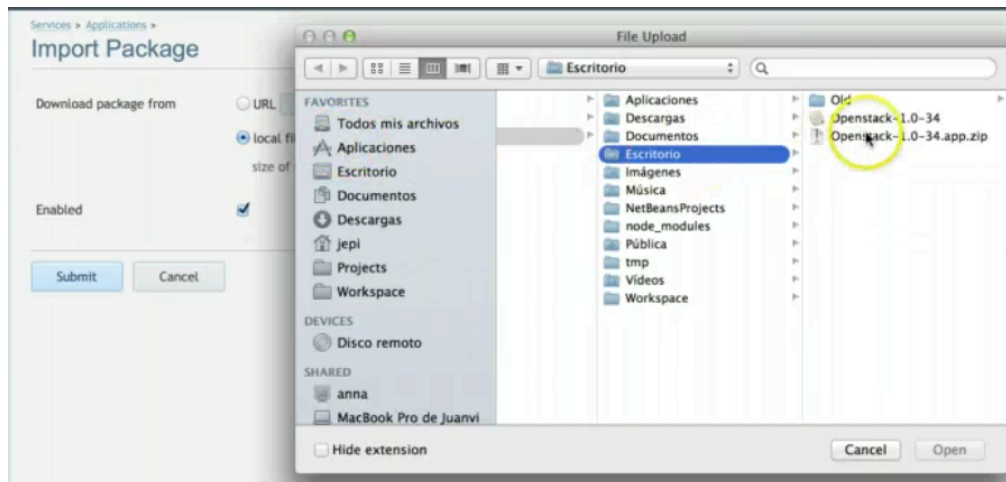 Services > Applications >
Import Package
Download package from
URL
local fi
size of
Enabled
Submit
Cancel
File Upload
Escritorio
FAVORITES
Todos mis archivos
Aplicaciones
Escritorio
Documentos
Descargas
jepi
Projects
Workspace
DEVICES
Disco remoto
SHARED
anna
MacBook Pro de Juanvi
Aplicaciones
Descargas
Documentos
Escritorio
Imágenes
Música
NetBeansProjects
node_modules
Pública
tmp
Vídeos
Workspace
Old
Openstack-1.0-34
Openstack-1.0-34.app.zip
Hide extension
Cancel
Open